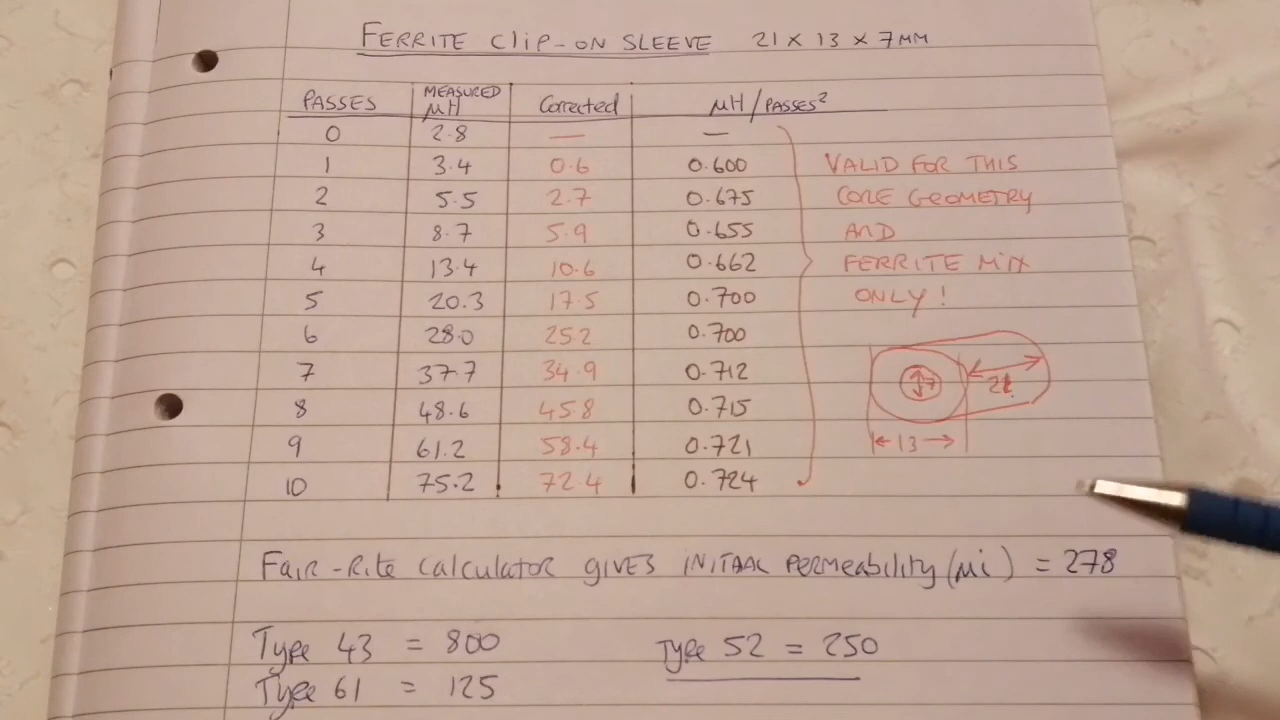 FERRITE CLIP-ON SLEEVE 21 x 13 x 7MM
PASSES MEASURED µH Corrected µH/PASSES²
0 2.8 — —
1 3.4 0.6 0.600 VALID FOR THIS
2 5.5 2.7 0.675 CORE GEOMETRY
3 8.7 5.9 0.655 AND
4 13.4 10.6 0.662 FERRITE MIX
5 20.3 17.5 0.700 ONLY!
6 28.0 25.2 0.700
7 37.7 34.9 0.712 7 21
8 48.6 45.8 0.715
9 61.2 58.4 0.721 13
10 75.2 72.4 0.724
FAIR-RITE CALCULATOR GIVES INITAAL PERMEABILITY (µi) = 278
Type 43 = 800 Type 52 = 250
Type 61 = 125